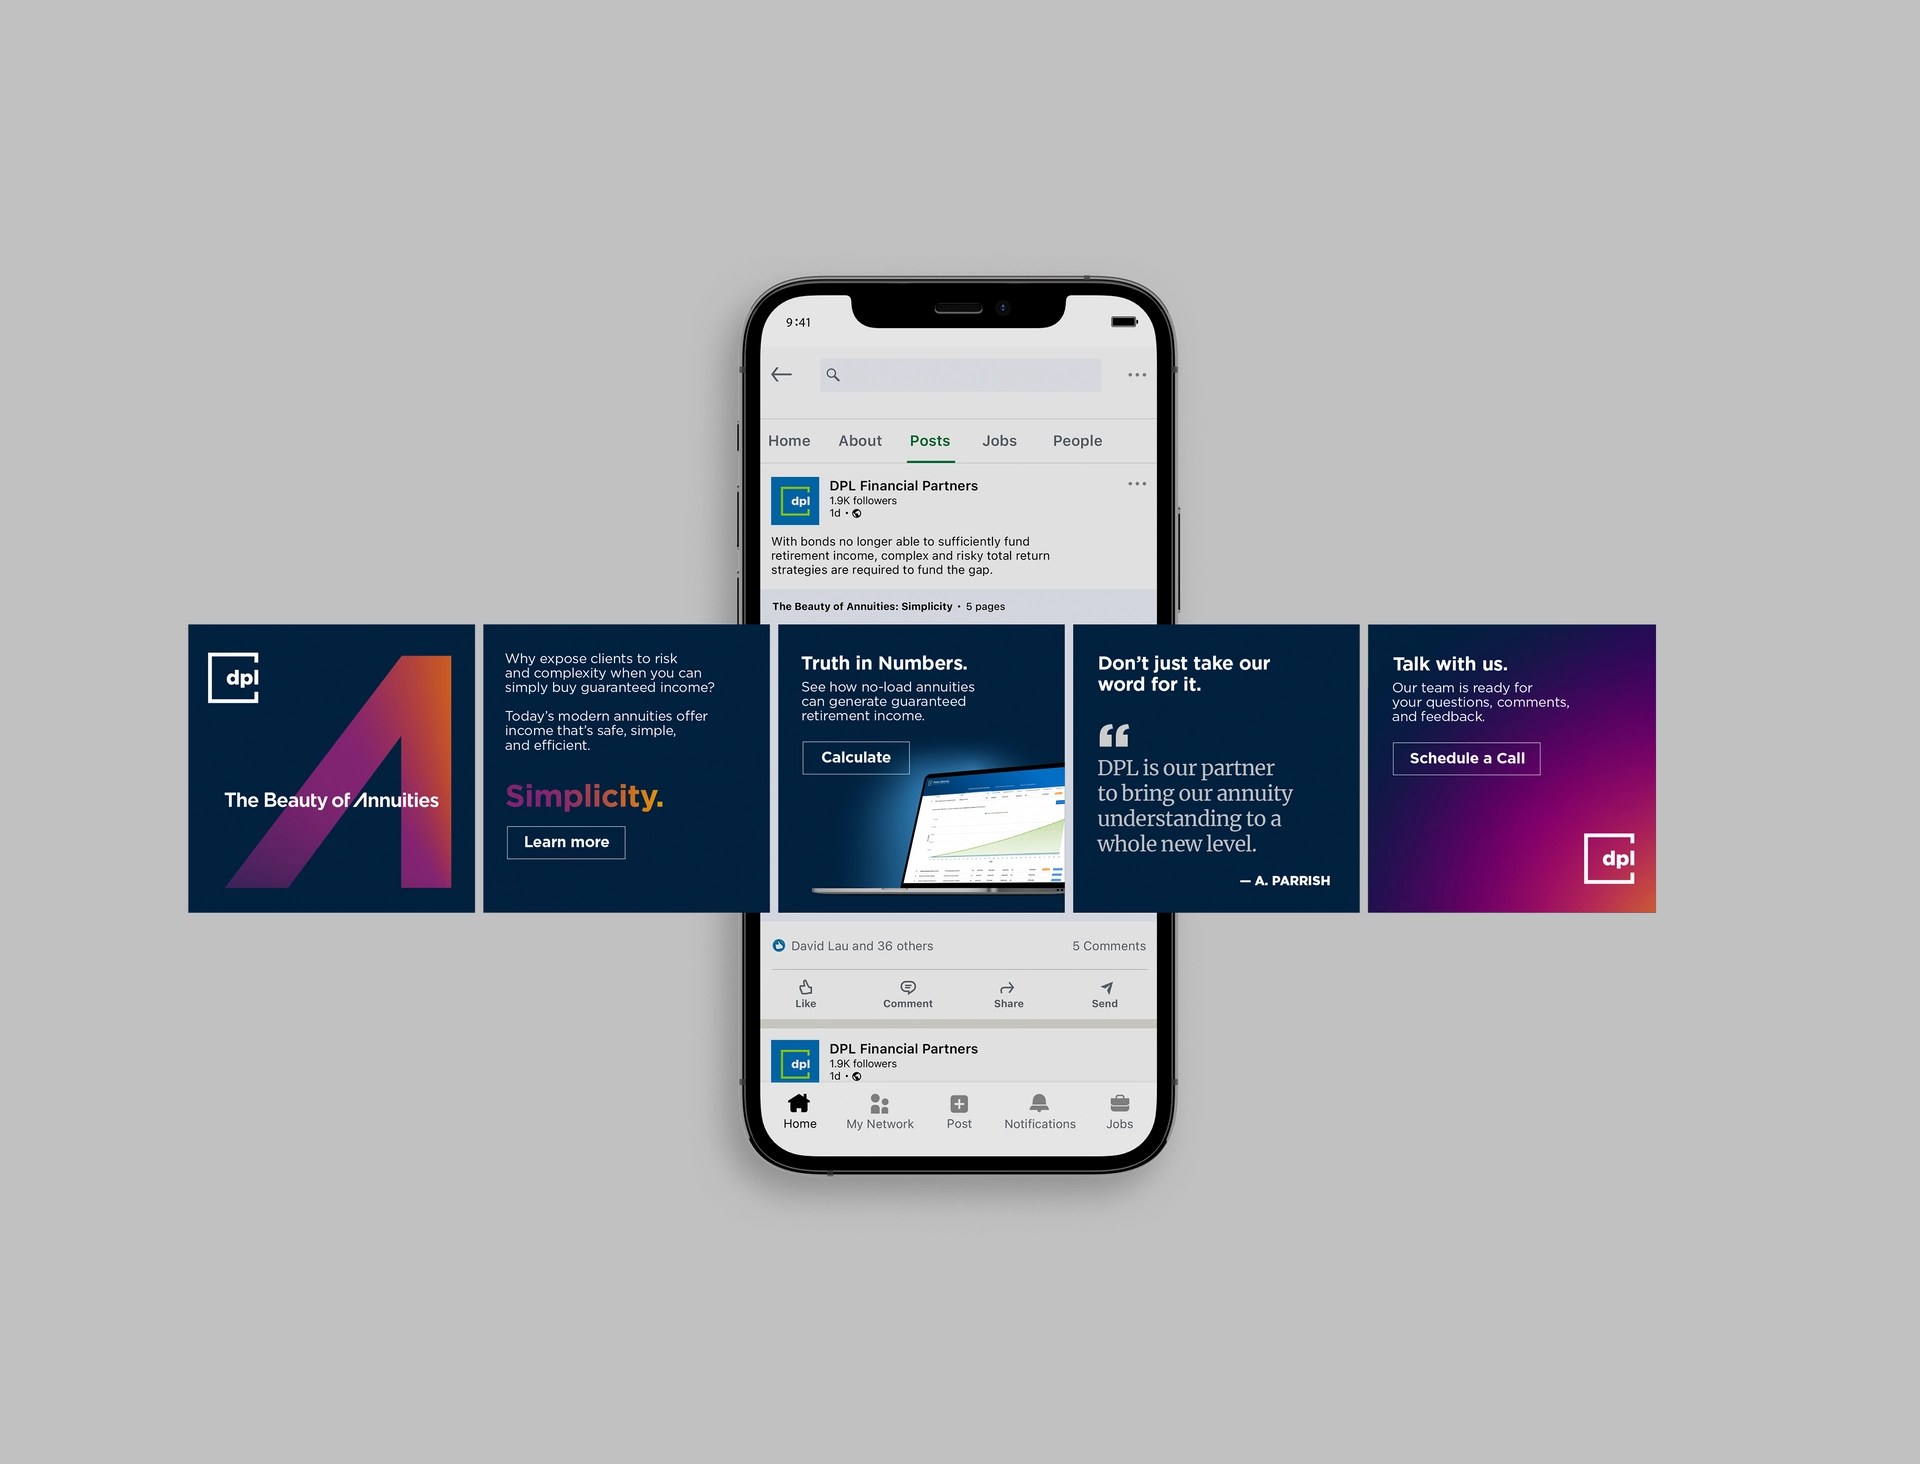 9:41
Home About Posts Jobs People
dpl
DPL Financial Partners
1.9K followers
1d •
With bonds no longer able to sufficiently fund
retirement income, complex and risky total return
strategies are required to fund the gap.
The Beauty of Annuities: Simplicity • 5 pages
dpl
The Beauty of Annuities
Why expose clients to risk
and complexity when you can
simply buy guaranteed income?
Today’s modern annuities offer
income that’s safe, simple,
and efficient.
Simplicity.
Learn more
Truth in Numbers.
See how no-load annuities
can generate guaranteed
retirement income.
Calculate
Don’t just take our
word for it.
“
DPL is our partner
to bring our annuity
understanding to a
whole new level.
— A. PARRISH
Talk with us.
Our team is ready for
your questions, comments,
and feedback.
Schedule a Call
dpl
David Lau and 36 others 5 Comments
Like Comment Share Send
dpl
DPL Financial Partners
1.9K followers
1d •
Home My Network Post Notifications Jobs